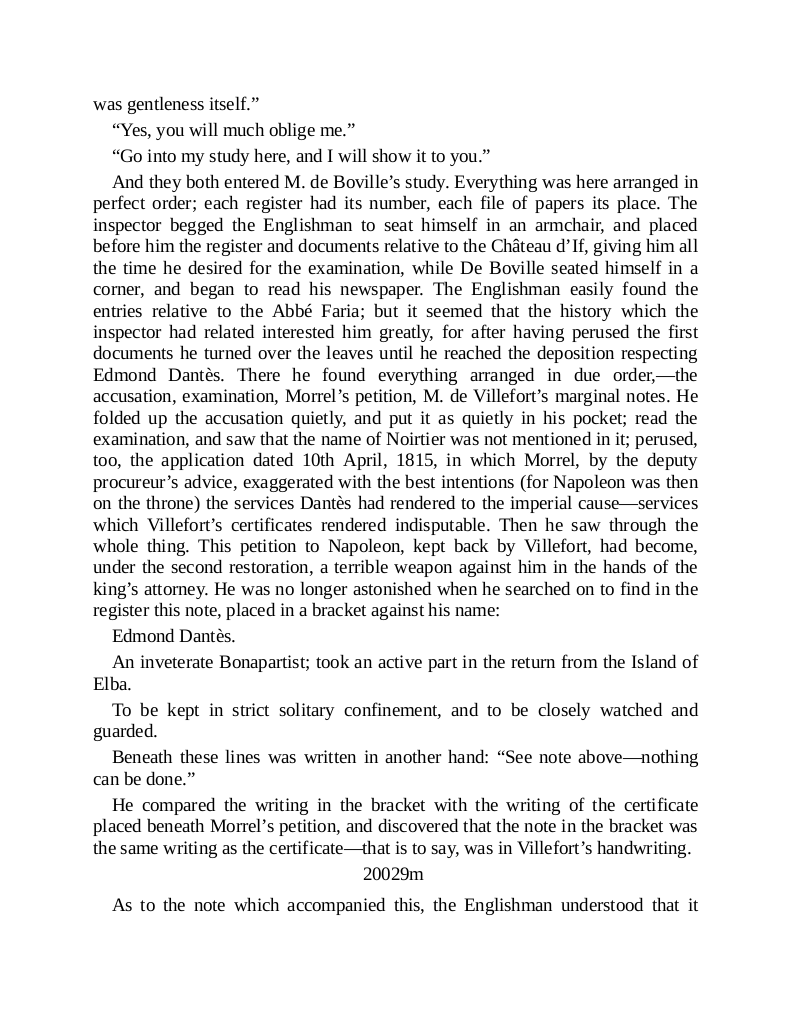 was gentleness itself.”
“Yes, you will much oblige me.”
“Go into my study here, and I will show it to you.”
And they both entered M. de Boville’s study. Everything was here arranged in
perfect order; each register had its number, each file of papers its place. The
inspector begged the Englishman to seat himself in an armchair, and placed
before him the register and documents relative to the Château d’If, giving him all
the time he desired for the examination, while De Boville seated himself in a
corner, and began to read his newspaper. The Englishman easily found the
entries relative to the Abbé Faria; but it seemed that the history which the
inspector had related interested him greatly, for after having perused the first
documents he turned over the leaves until he reached the deposition respecting
Edmond Dantès. There he found everything arranged in due order,—the
accusation, examination, Morrel’s petition, M. de Villefort’s marginal notes. He
folded up the accusation quietly, and put it as quietly in his pocket; read the
examination, and saw that the name of Noirtier was not mentioned in it; perused,
too, the application dated 10th April, 1815, in which Morrel, by the deputy
procureur’s advice, exaggerated with the best intentions (for Napoleon was then
on the throne) the services Dantès had rendered to the imperial cause—services
which Villefort’s certificates rendered indisputable. Then he saw through the
whole thing. This petition to Napoleon, kept back by Villefort, had become,
under the second restoration, a terrible weapon against him in the hands of the
king’s attorney. He was no longer astonished when he searched on to find in the
register this note, placed in a bracket against his name:
Edmond Dantès.
An inveterate Bonapartist; took an active part in the return from the Island of
Elba.
To be kept in strict solitary confinement, and to be closely watched and
guarded.
Beneath these lines was written in another hand: “See note above—nothing
can be done.”
He compared the writing in the bracket with the writing of the certificate
placed beneath Morrel’s petition, and discovered that the note in the bracket was
the same writing as the certificate—that is to say, was in Villefort’s handwriting.
20029m
As to the note which accompanied this, the Englishman understood that it